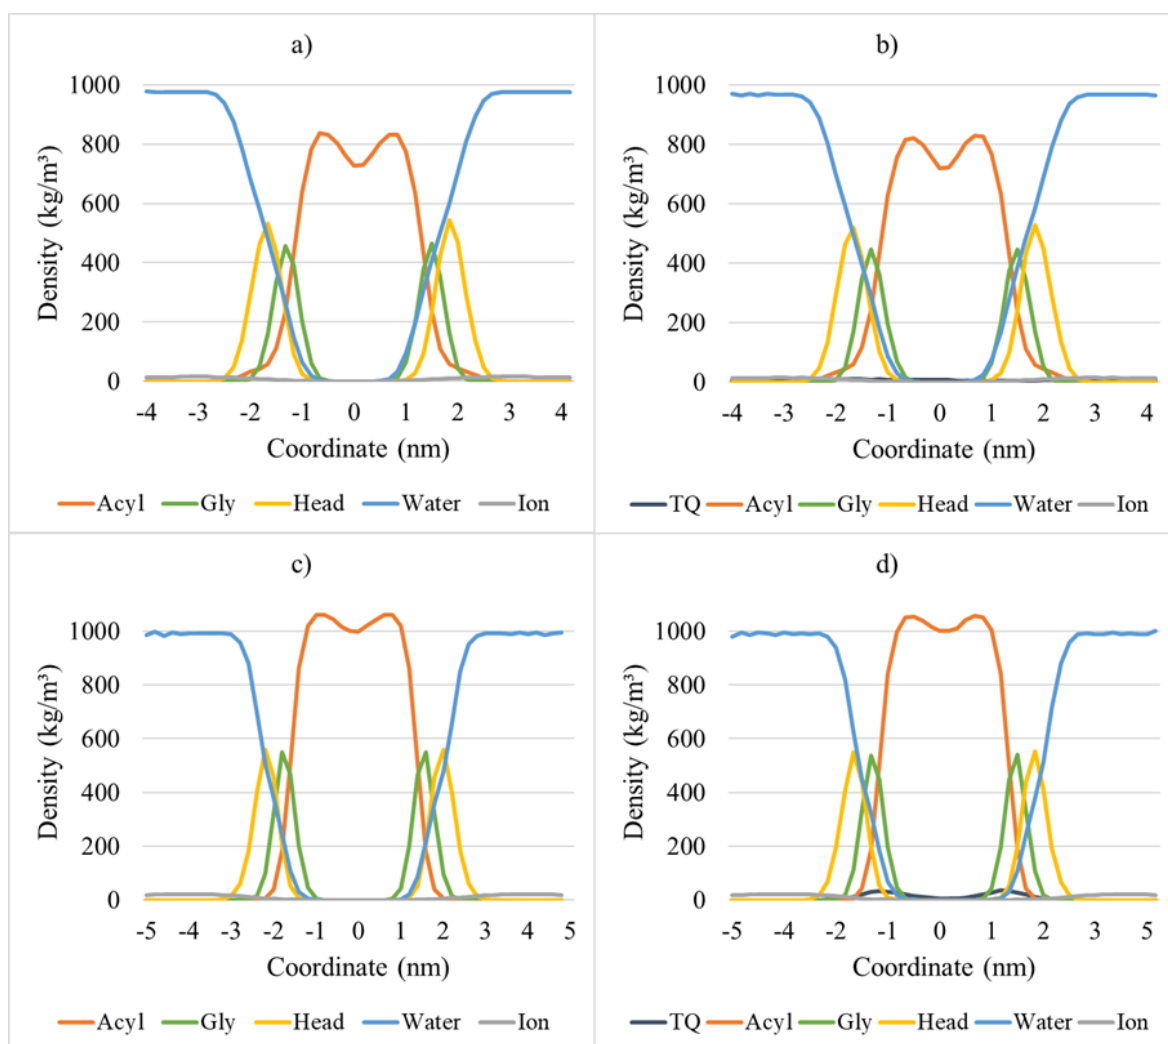 a)
1000
800
600
400
200
0
Density (kg/m³)
-4 -3 -2 -1 0 1 2 3 4
Coordinate (nm)
Acyl Gly Head Water Ion
b)
1000
800
600
400
200
0
Density (kg/m³)
-4 -3 -2 -1 0 1 2 3 4
Coordinate (nm)
TQ Acyl Gly Head Water Ion
c)
1000
800
600
400
200
0
Density (kg/m³)
-5 -4 -3 -2 -1 0 1 2 3 4 5
Coordinate (nm)
Acyl Gly Head Water Ion
d)
1000
800
600
400
200
0
Density (kg/m³)
-5 -4 -3 -2 -1 0 1 2 3 4 5
Coordinate (nm)
TQ Acyl Gly Head Water Ion